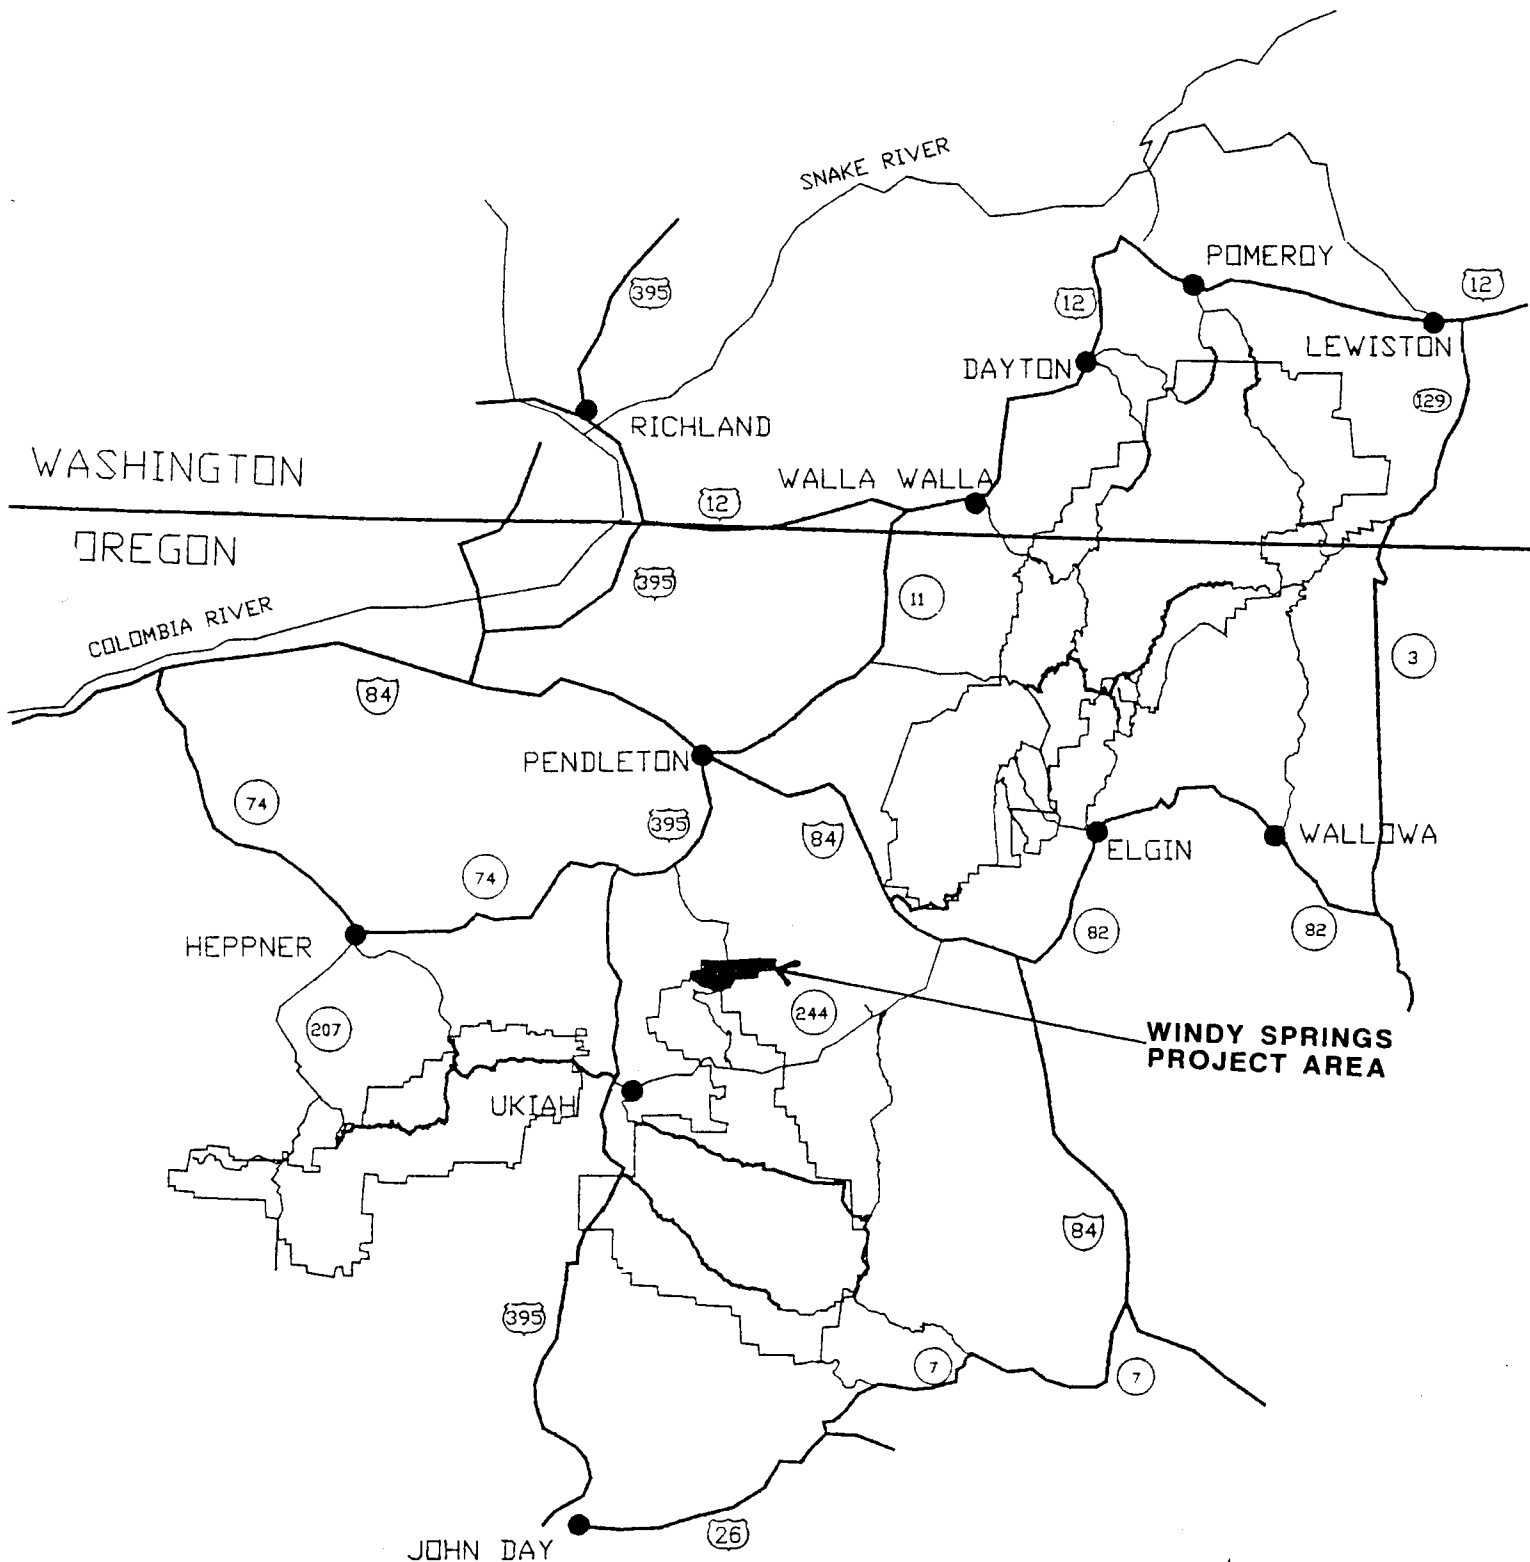 SNAKE RIVER
POMEROY
395
12
12
LEWISTON
DAYTON
129
RICHLAND
WASHINGTON
WALLA WALLA
12
OREGON
395
11
COLOMBIA RIVER
3
84
PENDLETON
74
395
84
WALLOWA
ELGIN
74
HEPPNER
82
82
207
244
WINDY SPRINGS
PROJECT AREA
UKIAH
84
395
7
7
26
JOHN DAY